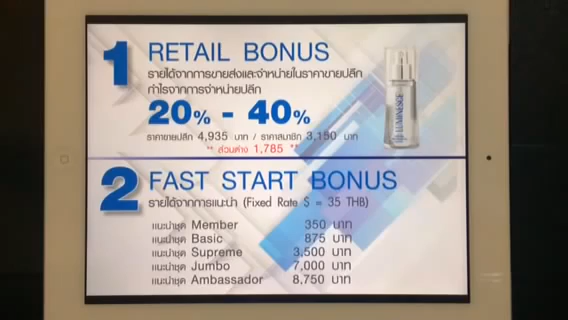 1 RETAIL BONUS
รายได้จากการขายส่งและจำหน่ายในราคาขายปลีก
กำไรจากการจำหน่ายปลีก
20% - 40%
ราคาขายปลีก 4,935 บาท / ราคาสมาชิก 3,150 บาท
** ส่วนต่าง 1,785 **
LUMINESCE
2 FAST START BONUS
รายได้จากการแนะนำ (Fixed Rate $ = 35 THB)
แนะนำชุด Member 350 บาท
แนะนำชุด Basic 875 บาท
แนะนำชุด Supreme 3,500 บาท
แนะนำชุด Jumbo 7,000 บาท
แนะนำชุด Ambassador 8,750 บาท